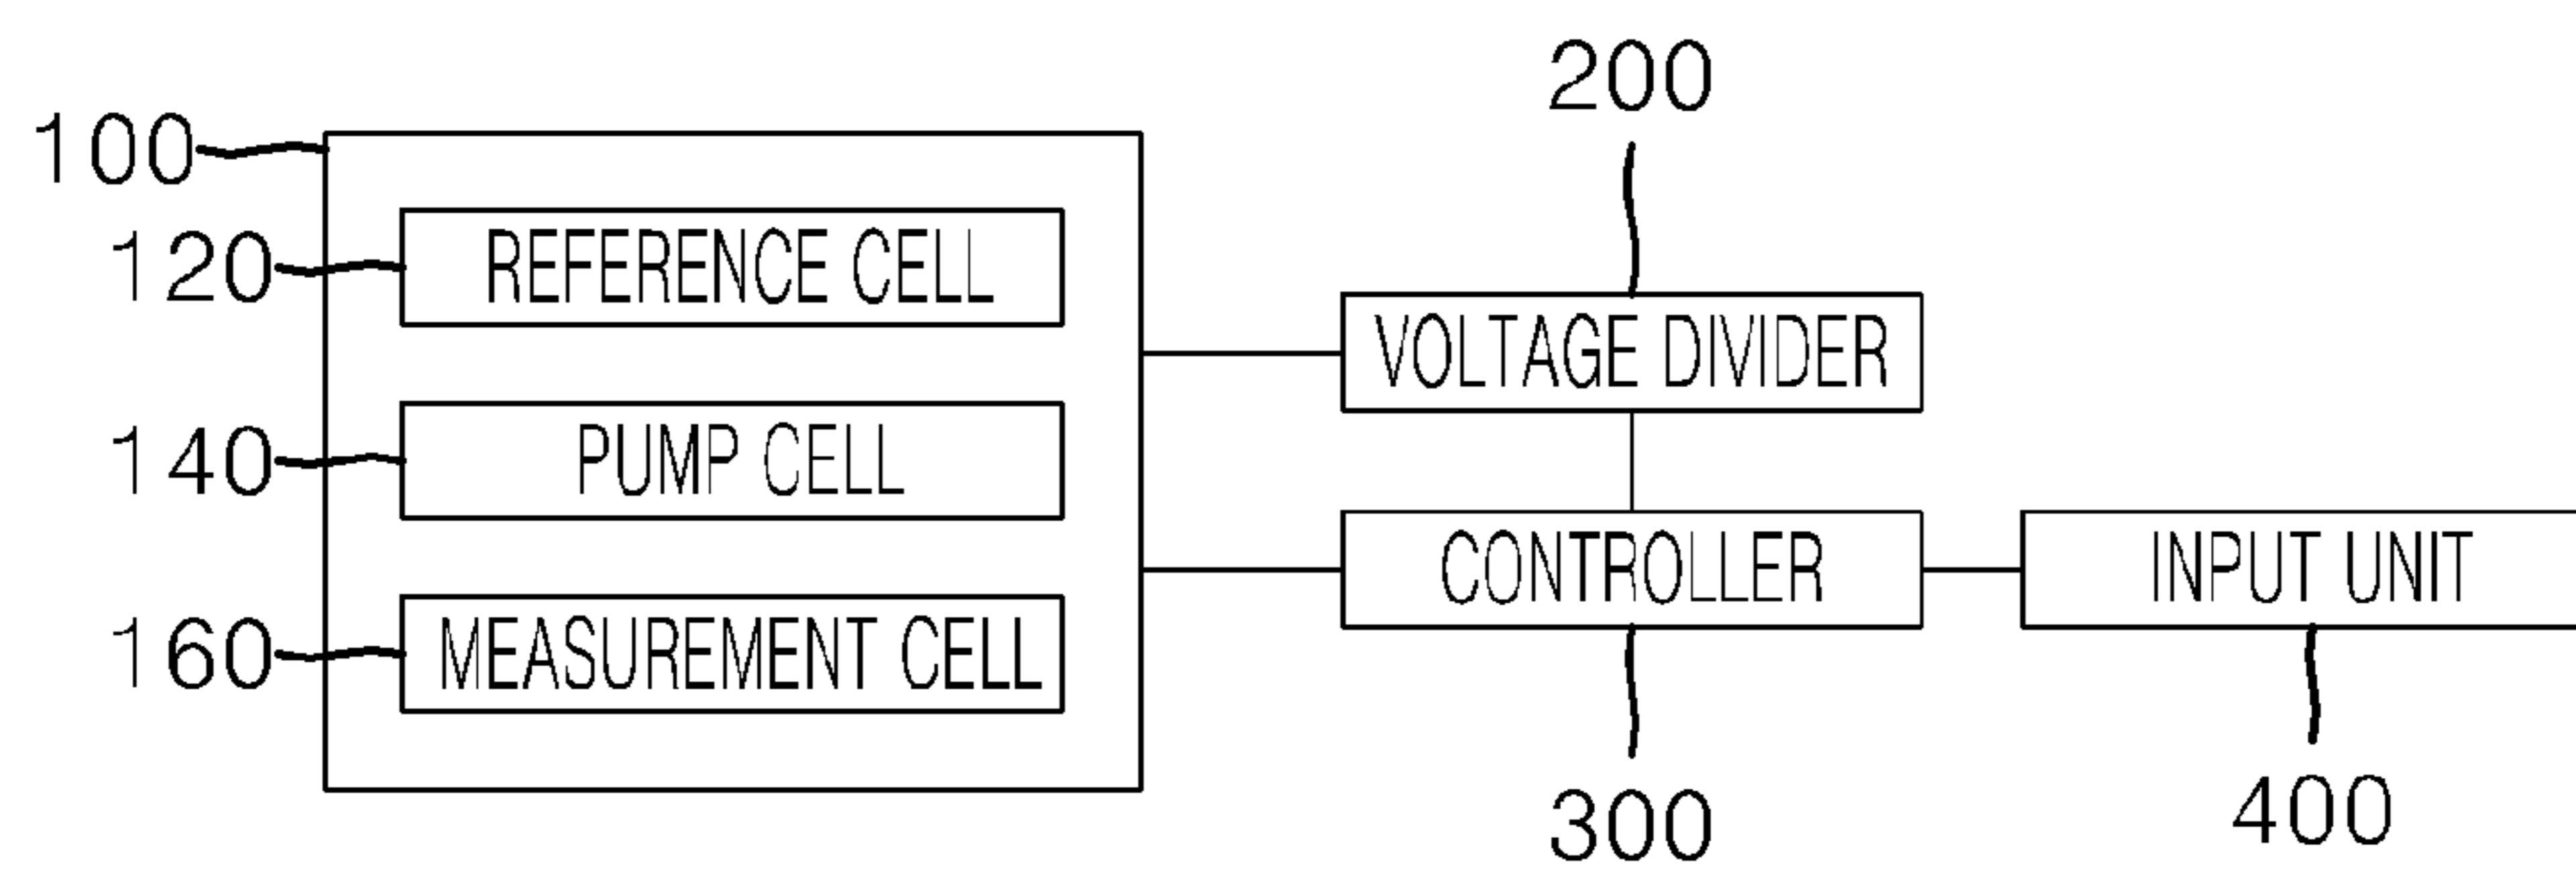 200
100
120
REFERENCE CELL
VOLTAGE DIVIDER
140
PUMP CELL
CONTROLLER
INPUT UNIT
160
MEASUREMENT CELL
300
400